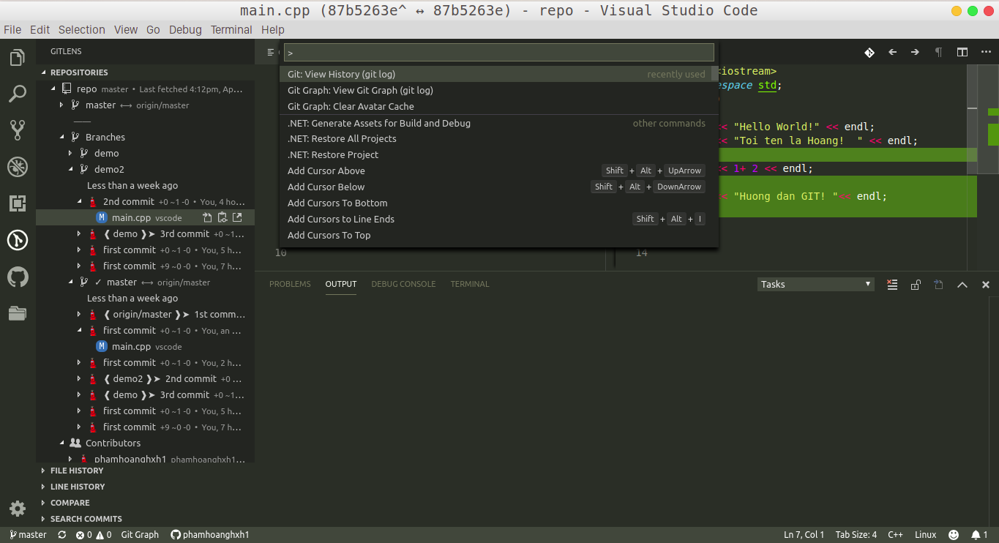 main.cpp (87b5263e^ ↔ 87b5263e) - repo - Visual Studio Code
File Edit Selection View Go Debug Terminal Help
GITLENS
REPOSITORIES
repo master • Last fetched 4:12pm, Ap...
master ⟷ origin/master
Branches
demo
demo2
Less than a week ago
2nd commit +0 ~1 -0 • You, 4 ho...
M main.cpp vscode
❰ demo ❱➤ 3rd commit +0 ~1...
first commit +0 ~1 -0 • You, 5 h...
first commit +9 ~0 -0 • You, 7 h...
✓ master ⟷ origin/master
Less than a week ago
❰ origin/master ❱➤ 1st comm...
first commit +0 ~1 -0 • You, an ...
M main.cpp vscode
first commit +0 ~1 -0 • You, 2 h...
❰ demo2 ❱➤ 2nd commit +0 ...
❰ demo ❱➤ 3rd commit +0 ~1...
first commit +0 ~1 -0 • You, 5 h...
first commit +9 ~0 -0 • You, 7 h...
Contributors
phamhoanghxh1 phamhoanghxh1...
FILE HISTORY
LINE HISTORY
COMPARE
SEARCH COMMITS
>
Git: View History (git log) recently used
Git Graph: View Git Graph (git log)
Git Graph: Clear Avatar Cache
.NET: Generate Assets for Build and Debug other commands
.NET: Restore All Projects
.NET: Restore Project
Add Cursor Above Shift + Alt + UpArrow
Add Cursor Below Shift + Alt + DownArrow
Add Cursors To Bottom
Add Cursors to Line Ends Shift + Alt + I
Add Cursors To Top
10
14
<iostream>
espace std;
<< "Hello World!" << endl;
<< "Toi ten la Hoang!  " << endl;
<< 1+ 2 << endl;
<< "Huong dan GIT! "<< endl;
PROBLEMS OUTPUT DEBUG CONSOLE TERMINAL
Tasks
master 0 0 Git Graph phamhoanghxh1
Ln 7, Col 1 Tab Size: 4 C++ Linux 1